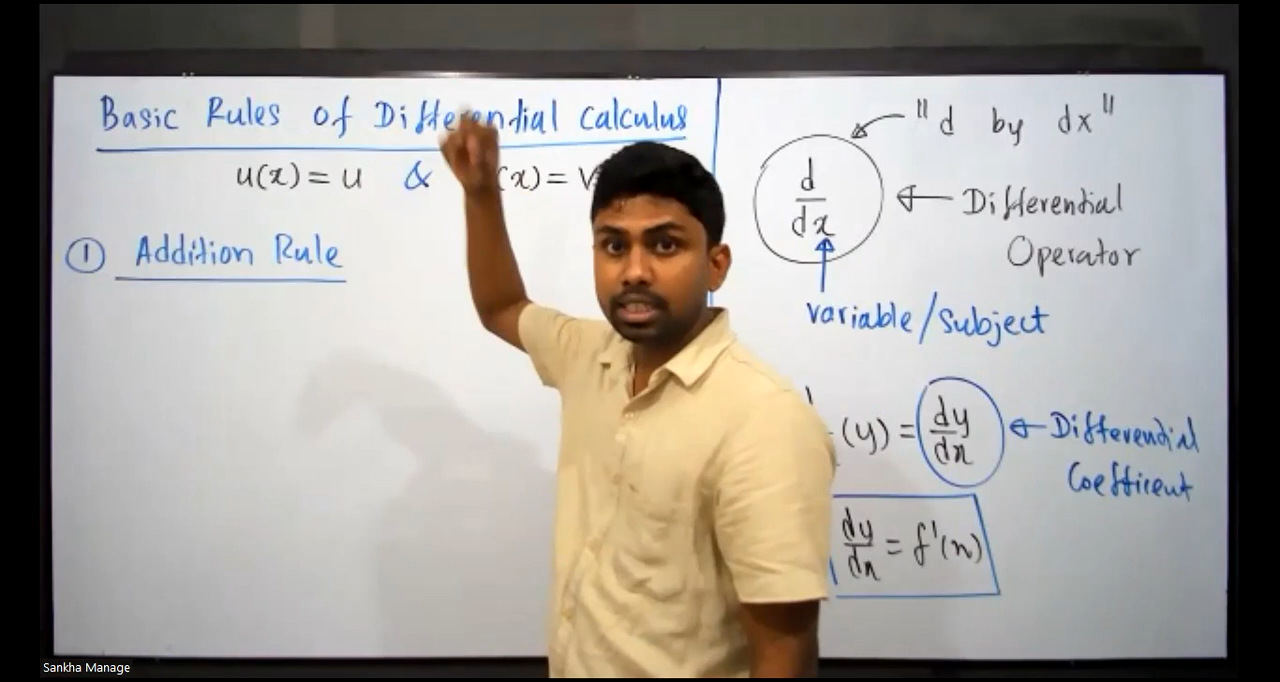 Basic Rules of Differential Calculus
u(x) = u & (x) = V
① Addition Rule
"d by dx"
d
dx
Differential
Operator
variable/subject
(y) = dy
dx
Differential
Coefficient
dy
dx = f'(x)
Sankha Manage